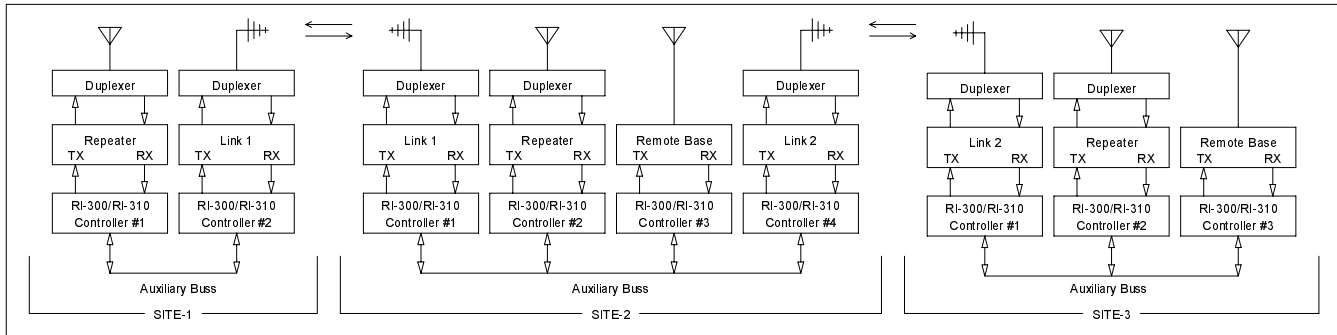 Duplexer Duplexer Duplexer Duplexer Duplexer Duplexer Duplexer
Repeater Link 1 Link 1 Repeater Remote Base Link 2 Link 2 Repeater Remote Base
TX RX TX RX TX RX TX RX TX RX TX RX TX RX TX RX TX RX
RI-300/RI-310 RI-300/RI-310 RI-300/RI-310 RI-300/RI-310 RI-300/RI-310 RI-300/RI-310 RI-300/RI-310 RI-300/RI-310 RI-300/RI-310
Controller #1 Controller #2 Controller #1 Controller #2 Controller #3 Controller #4 Controller #1 Controller #2 Controller #3
Auxiliary Buss Auxiliary Buss Auxiliary Buss
SITE-1 SITE-2 SITE-3